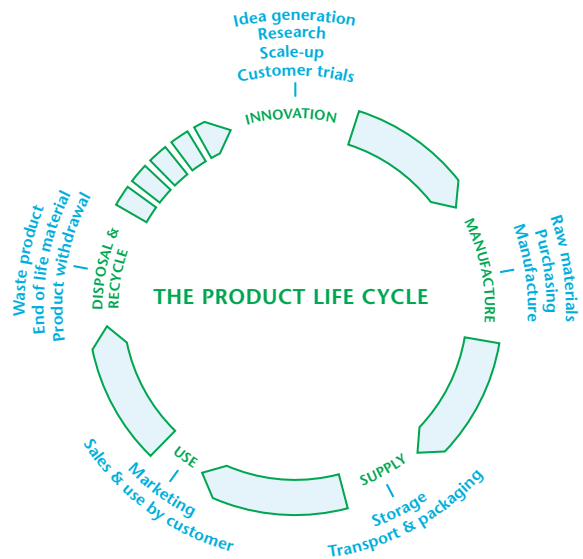 Idea generation
Research
Scale-up
Customer trials
INNOVATION
MANUFACTURE
Raw materials
Purchasing
Manufacture
THE PRODUCT LIFE CYCLE
SUPPLY
Storage
Transport & packaging
USE
Marketing
Sales & use by customer
DISPOSAL &
RECYCLE
Waste product
End of life material
Product withdrawal